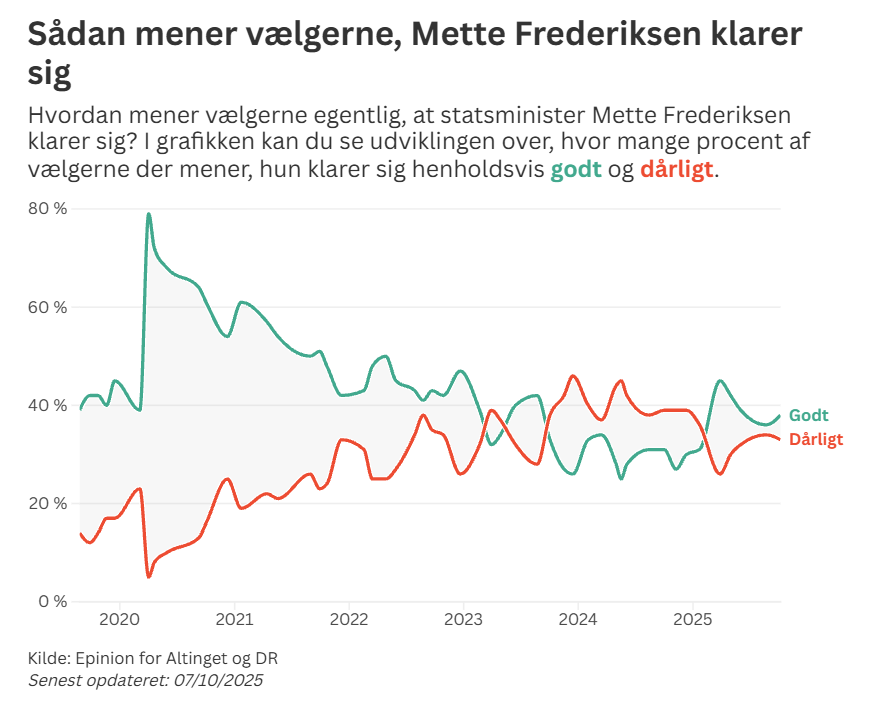 Sådan mener vælgerne, Mette Frederiksen klarer
sig
Hvordan mener vælgerne egentlig, at statsminister Mette Frederiksen
klarer sig? I grafikken kan du se udviklingen over, hvor mange procent af
vælgerne der mener, hun klarer sig henholdsvis godt og dårligt.
80 %
60 %
40 %
20 %
0 %
Godt
Dårligt
2020 2021 2022 2023 2024 2025
Kilde: Epinion for Altinget og DR
Senest opdateret: 07/10/2025